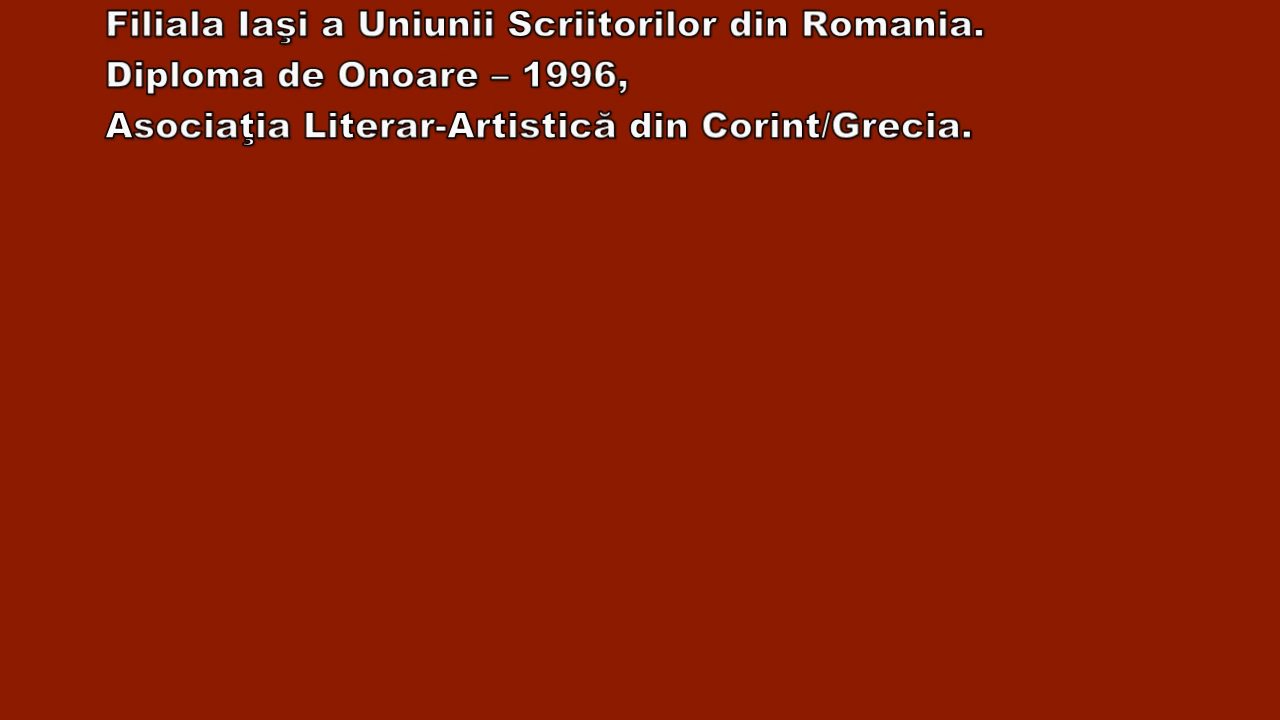 Filiala Iaşi a Uniunii Scriitorilor din Romania.
Diploma de Onoare – 1996,
Asociaţia Literar-Artistică din Corint/Grecia.